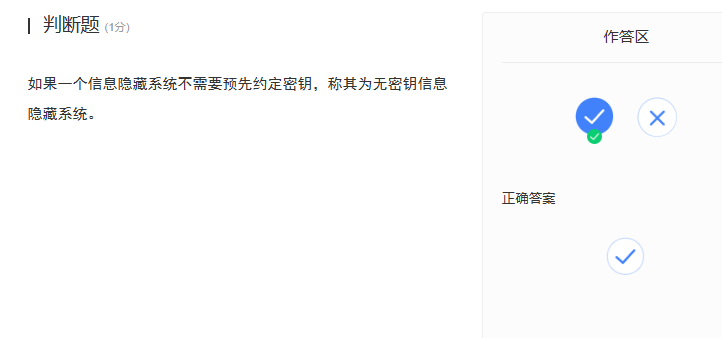 判断题 (1分)
如果一个信息隐藏系统不需要预先约定密钥，称其为无密钥信息
隐藏系统。
作答区
正确答案